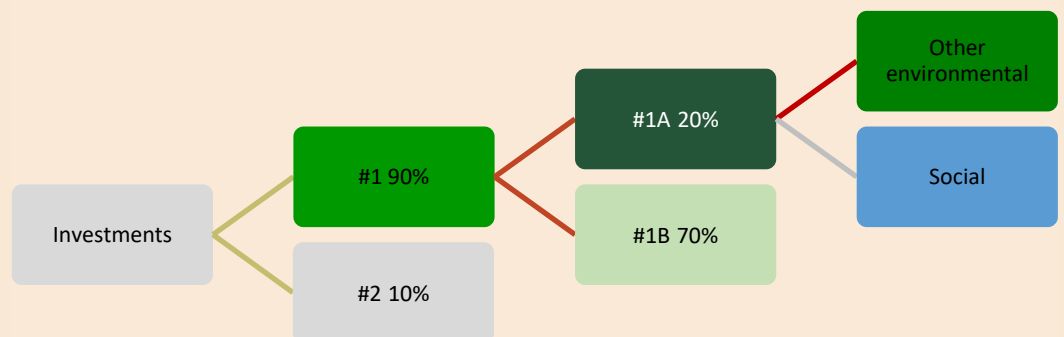 Investments
#1 90%
#2 10%
#1A 20%
#1B 70%
Other
environmental
Social